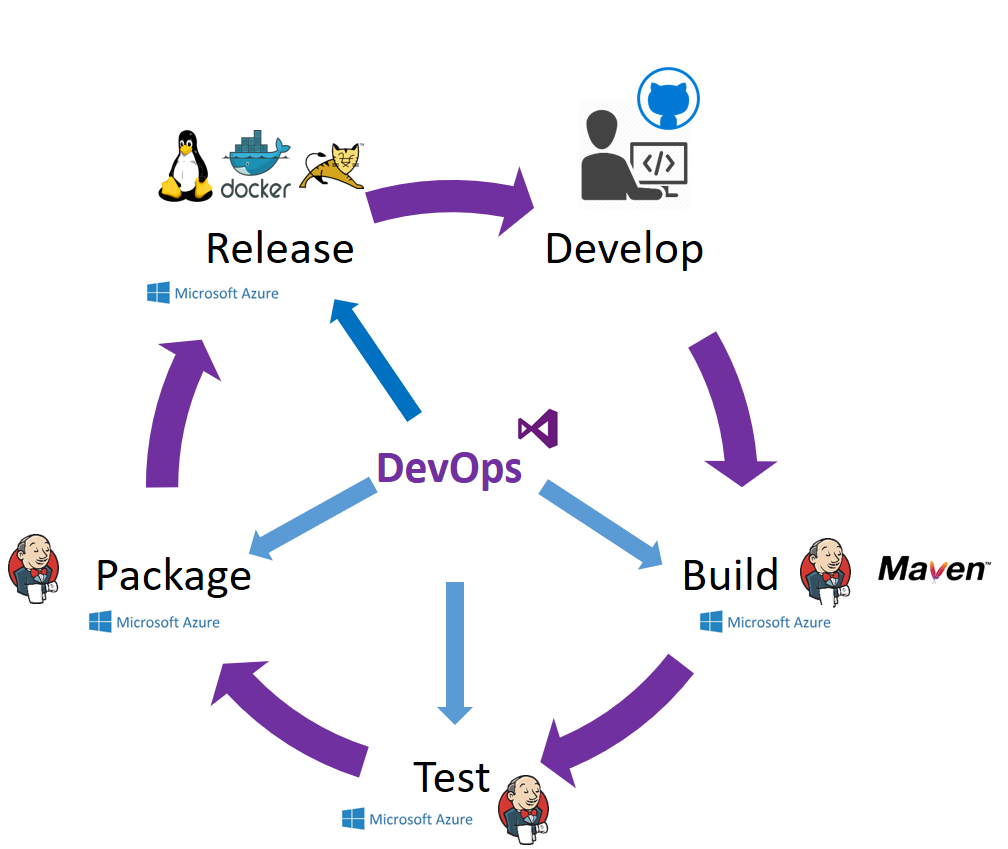 docker
</>
Release
Develop
Microsoft Azure
DevOps
Package
Microsoft Azure
Build
Maven™
Microsoft Azure
Test
Microsoft Azure